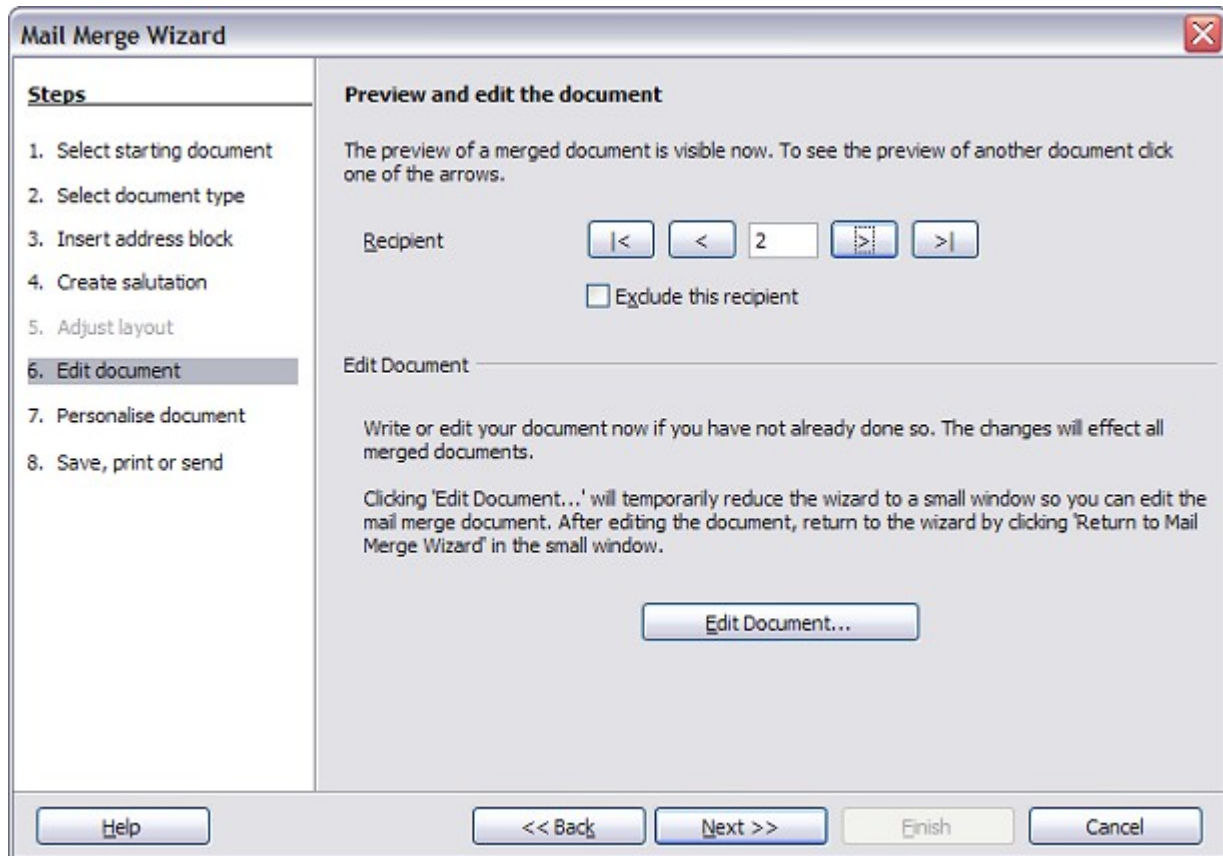 Mail Merge Wizard
Steps
1. Select starting document
2. Select document type
3. Insert address block
4. Create salutation
5. Adjust layout
6. Edit document
7. Personalise document
8. Save, print or send
Preview and edit the document
The preview of a merged document is visible now. To see the preview of another document click
one of the arrows.
Recipient |< < 2 > >|
Exclude this recipient
Edit Document
Write or edit your document now if you have not already done so. The changes will effect all
merged documents.
Clicking 'Edit Document...' will temporarily reduce the wizard to a small window so you can edit the
mail merge document. After editing the document, return to the wizard by clicking 'Return to Mail
Merge Wizard' in the small window.
Edit Document...
Help << Back Next >> Finish Cancel